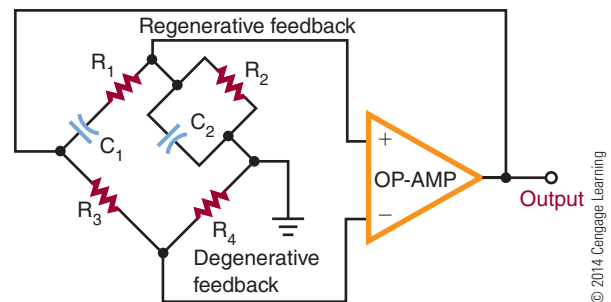 Regenerative feedback
R1
R2
C2
C1
+
OP-AMP
−
Output
R3
R4
Degenerative
feedback
© 2014 Cengage Learning